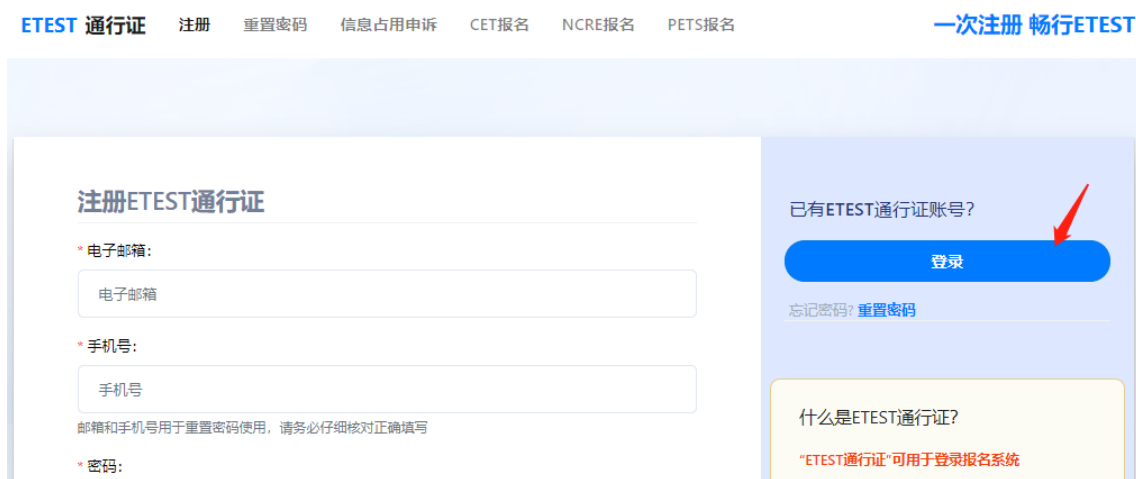 ETEST 通行证 注册 重置密码 信息占用申诉 CET报名 NCRE报名 PETS报名 一次注册 畅行ETEST
注册ETEST通行证
*电子邮箱:
电子邮箱
*手机号:
手机号
邮箱和手机号用于重置密码使用，请务必仔细核对正确填写
*密码:
已有ETEST通行证账号?
登录
忘记密码? 重置密码
什么是ETEST通行证?
“ETEST通行证”可用于登录报名系统